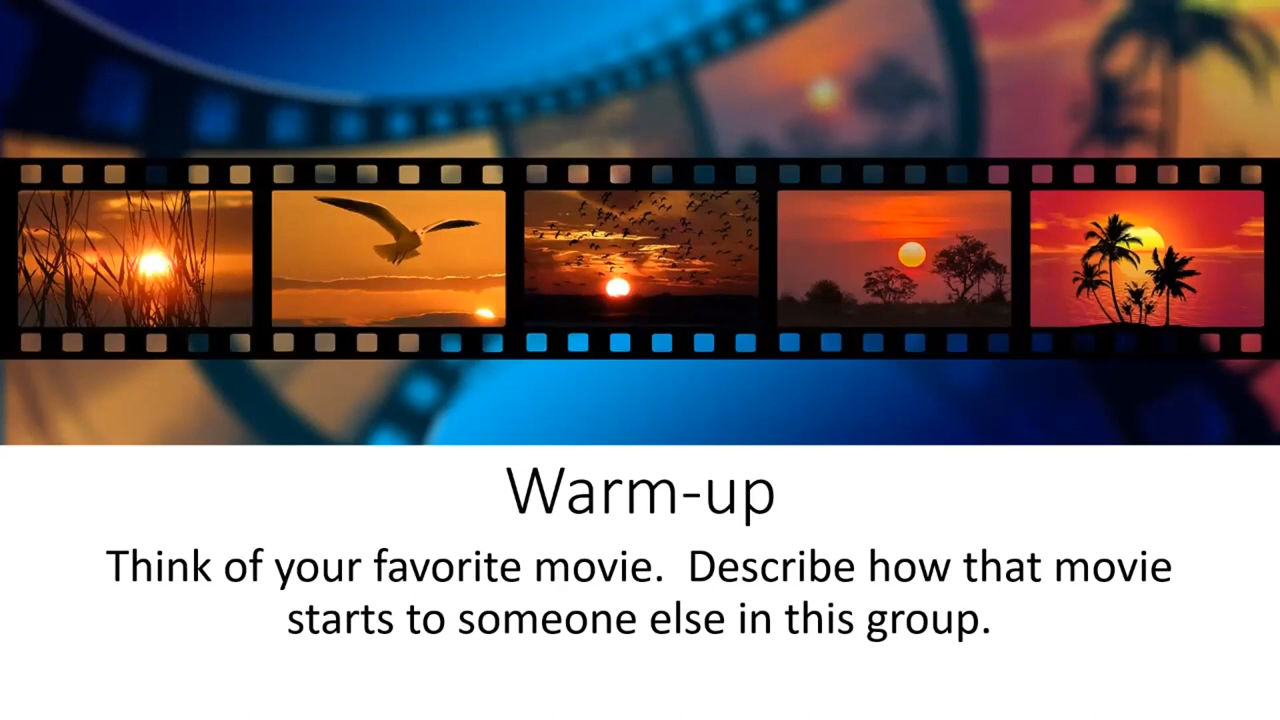 Warm-up
Think of your favorite movie.  Describe how that movie
starts to someone else in this group.